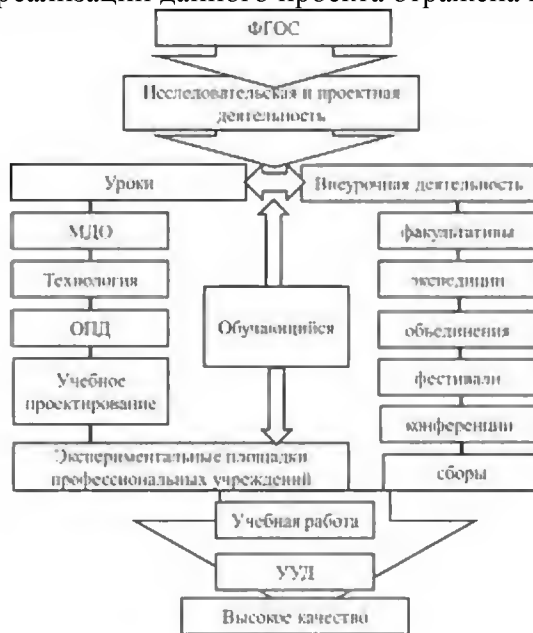 реализации данного проекта отражена
ФГОС
Исследовательская и проектная
деятельность
Уроки
Внеурочная деятельность
МДО
факультативы
Технология
экспедиции
ОПД
Обучающийся
объединения
Учебное
проектирование
фестивали
конференции
Экспериментальные площадки
профессиональных учреждений
сборы
Учебная работа
УУД
Высокое качество